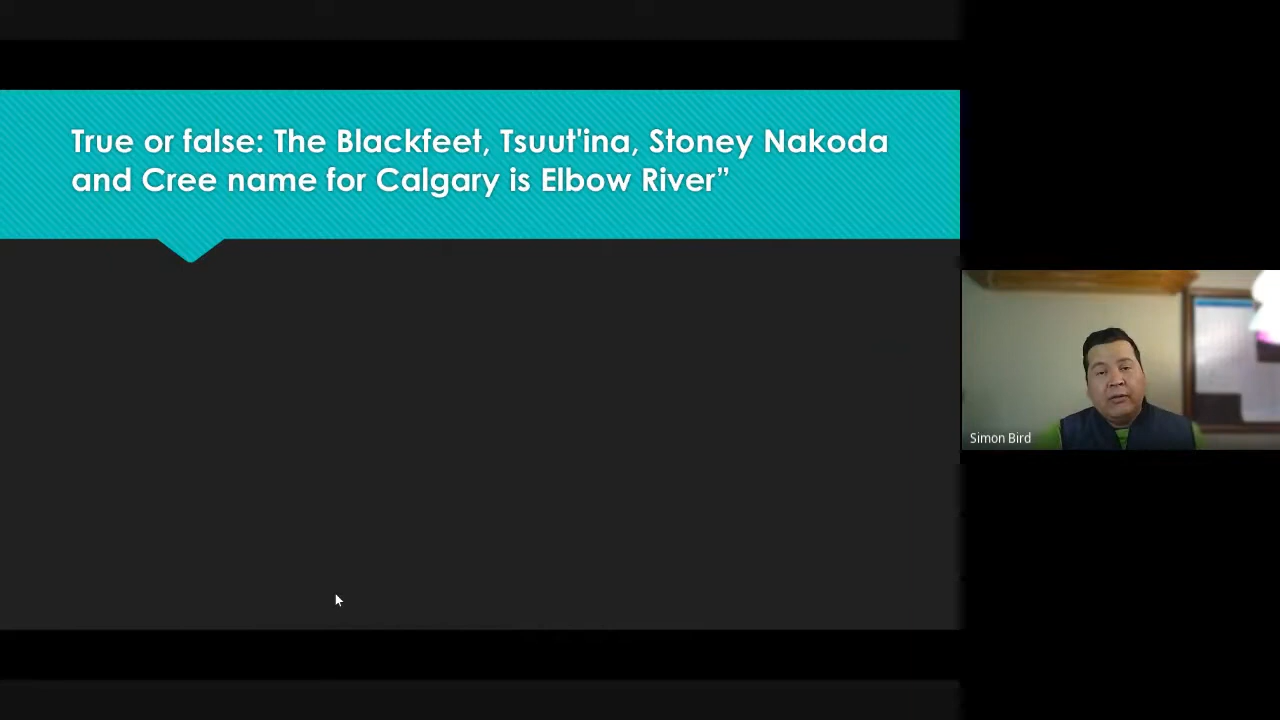 True or false: The Blackfeet, Tsuut'ina, Stoney Nakoda
and Cree name for Calgary is Elbow River”
Simon Bird